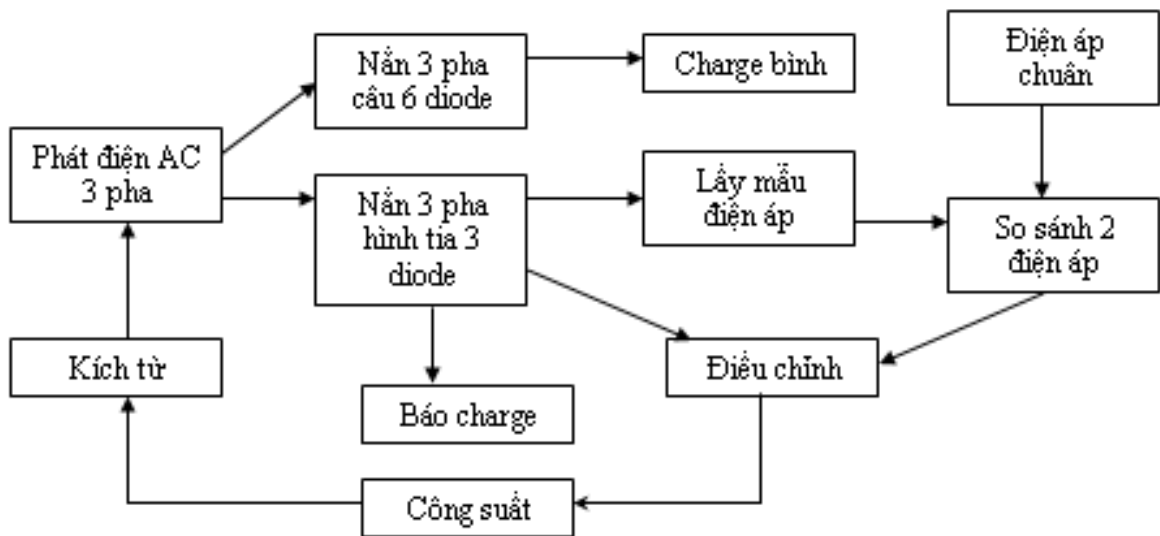 Nắn 3 pha
câu 6 diode
Charge bình
Điện áp
chuân
Phát điện AC
3 pha
Nắn 3 pha
hình tia 3
diode
Lấy mẫu
điện áp
So sánh 2
điện áp
Kích từ
Điều chỉnh
Báo charge
Công suất